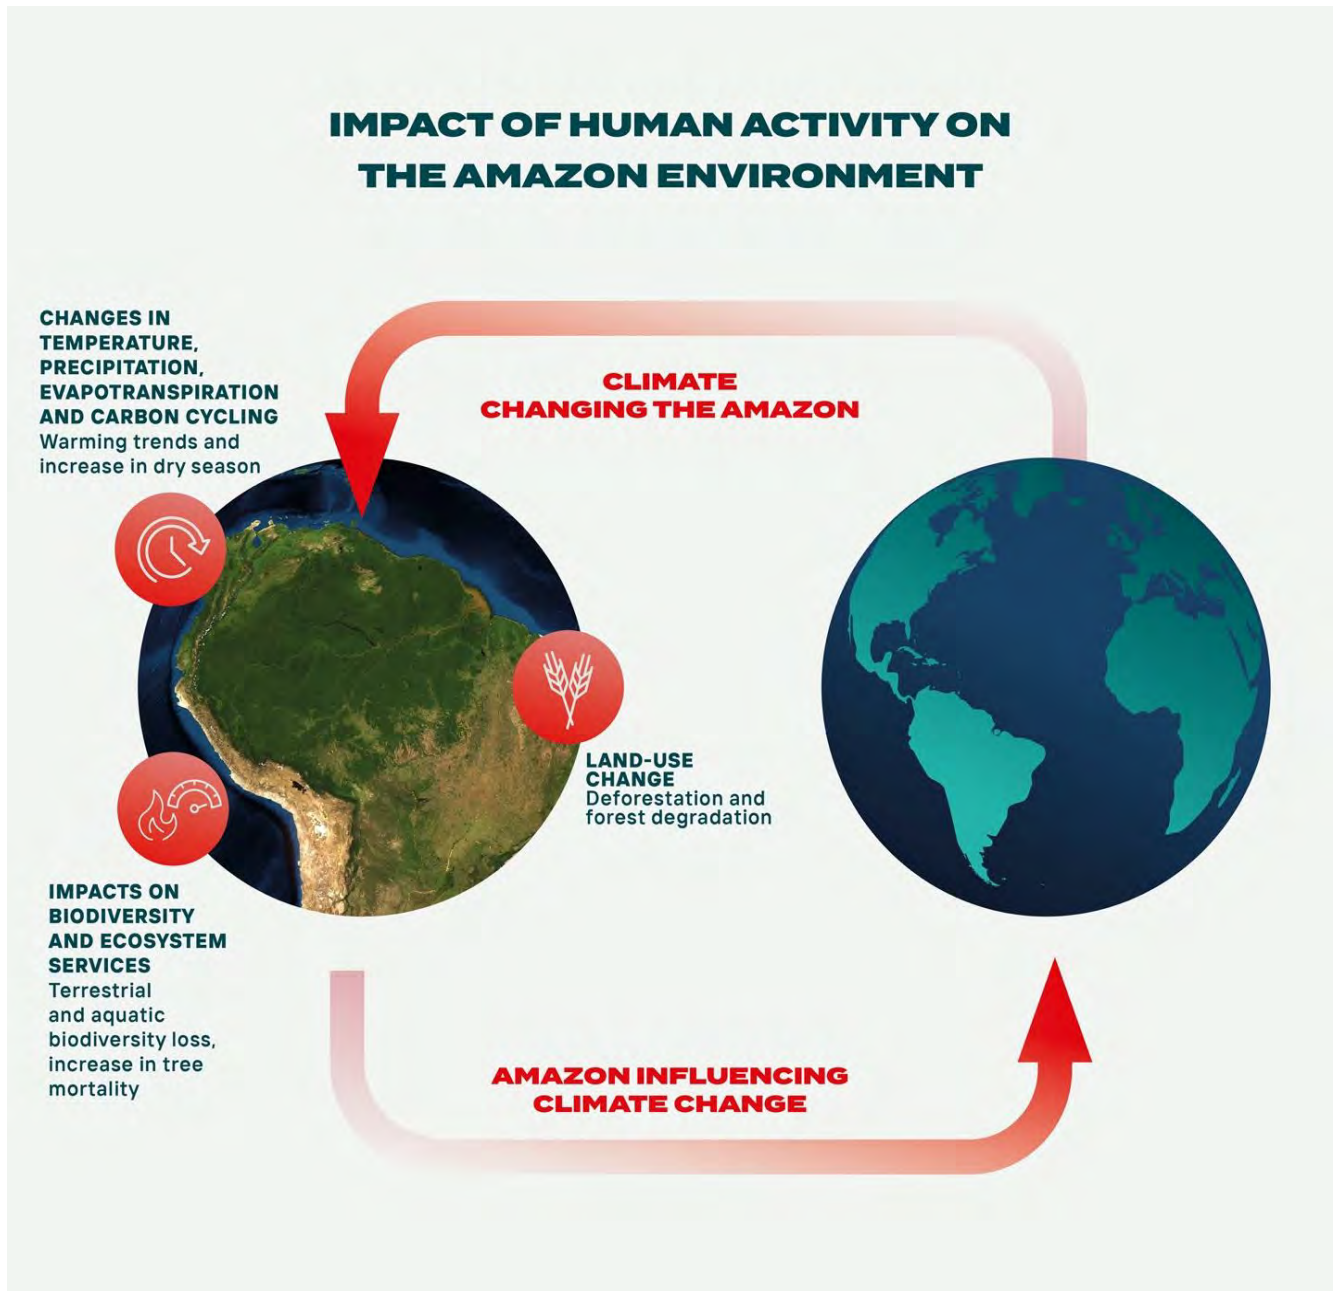 IMPACT OF HUMAN ACTIVITY ON
THE AMAZON ENVIRONMENT
CHANGES IN
TEMPERATURE,
PRECIPITATION,
EVAPOTRANSPIRATION
AND CARBON CYCLING
Warming trends and
increase in dry season
CLIMATE
CHANGING THE AMAZON
LAND-USE
CHANGE
Deforestation and
forest degradation
IMPACTS ON
BIODIVERSITY
AND ECOSYSTEM
SERVICES
Terrestrial
and aquatic
biodiversity loss,
increase in tree
mortality
AMAZON INFLUENCING
CLIMATE CHANGE